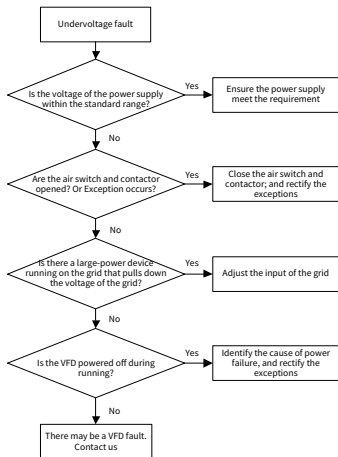 Undervoltage fault
Is the voltage of the power supply
within the standard range?
Yes
Ensure the power supply
meet the requirement
No
Are the air switch and contactor
opened? Or Exception occurs?
Yes
Close the air switch and
contactor; and rectify the
exceptions
No
Is there a large-power device
running on the grid that pulls down
the voltage of the grid?
Yes
Adjust the input of the grid
No
Is the VFD powered off during
running?
Yes
Identify the cause of power
failure, and rectify the
exceptions
No
There may be a VFD fault.
Contact us